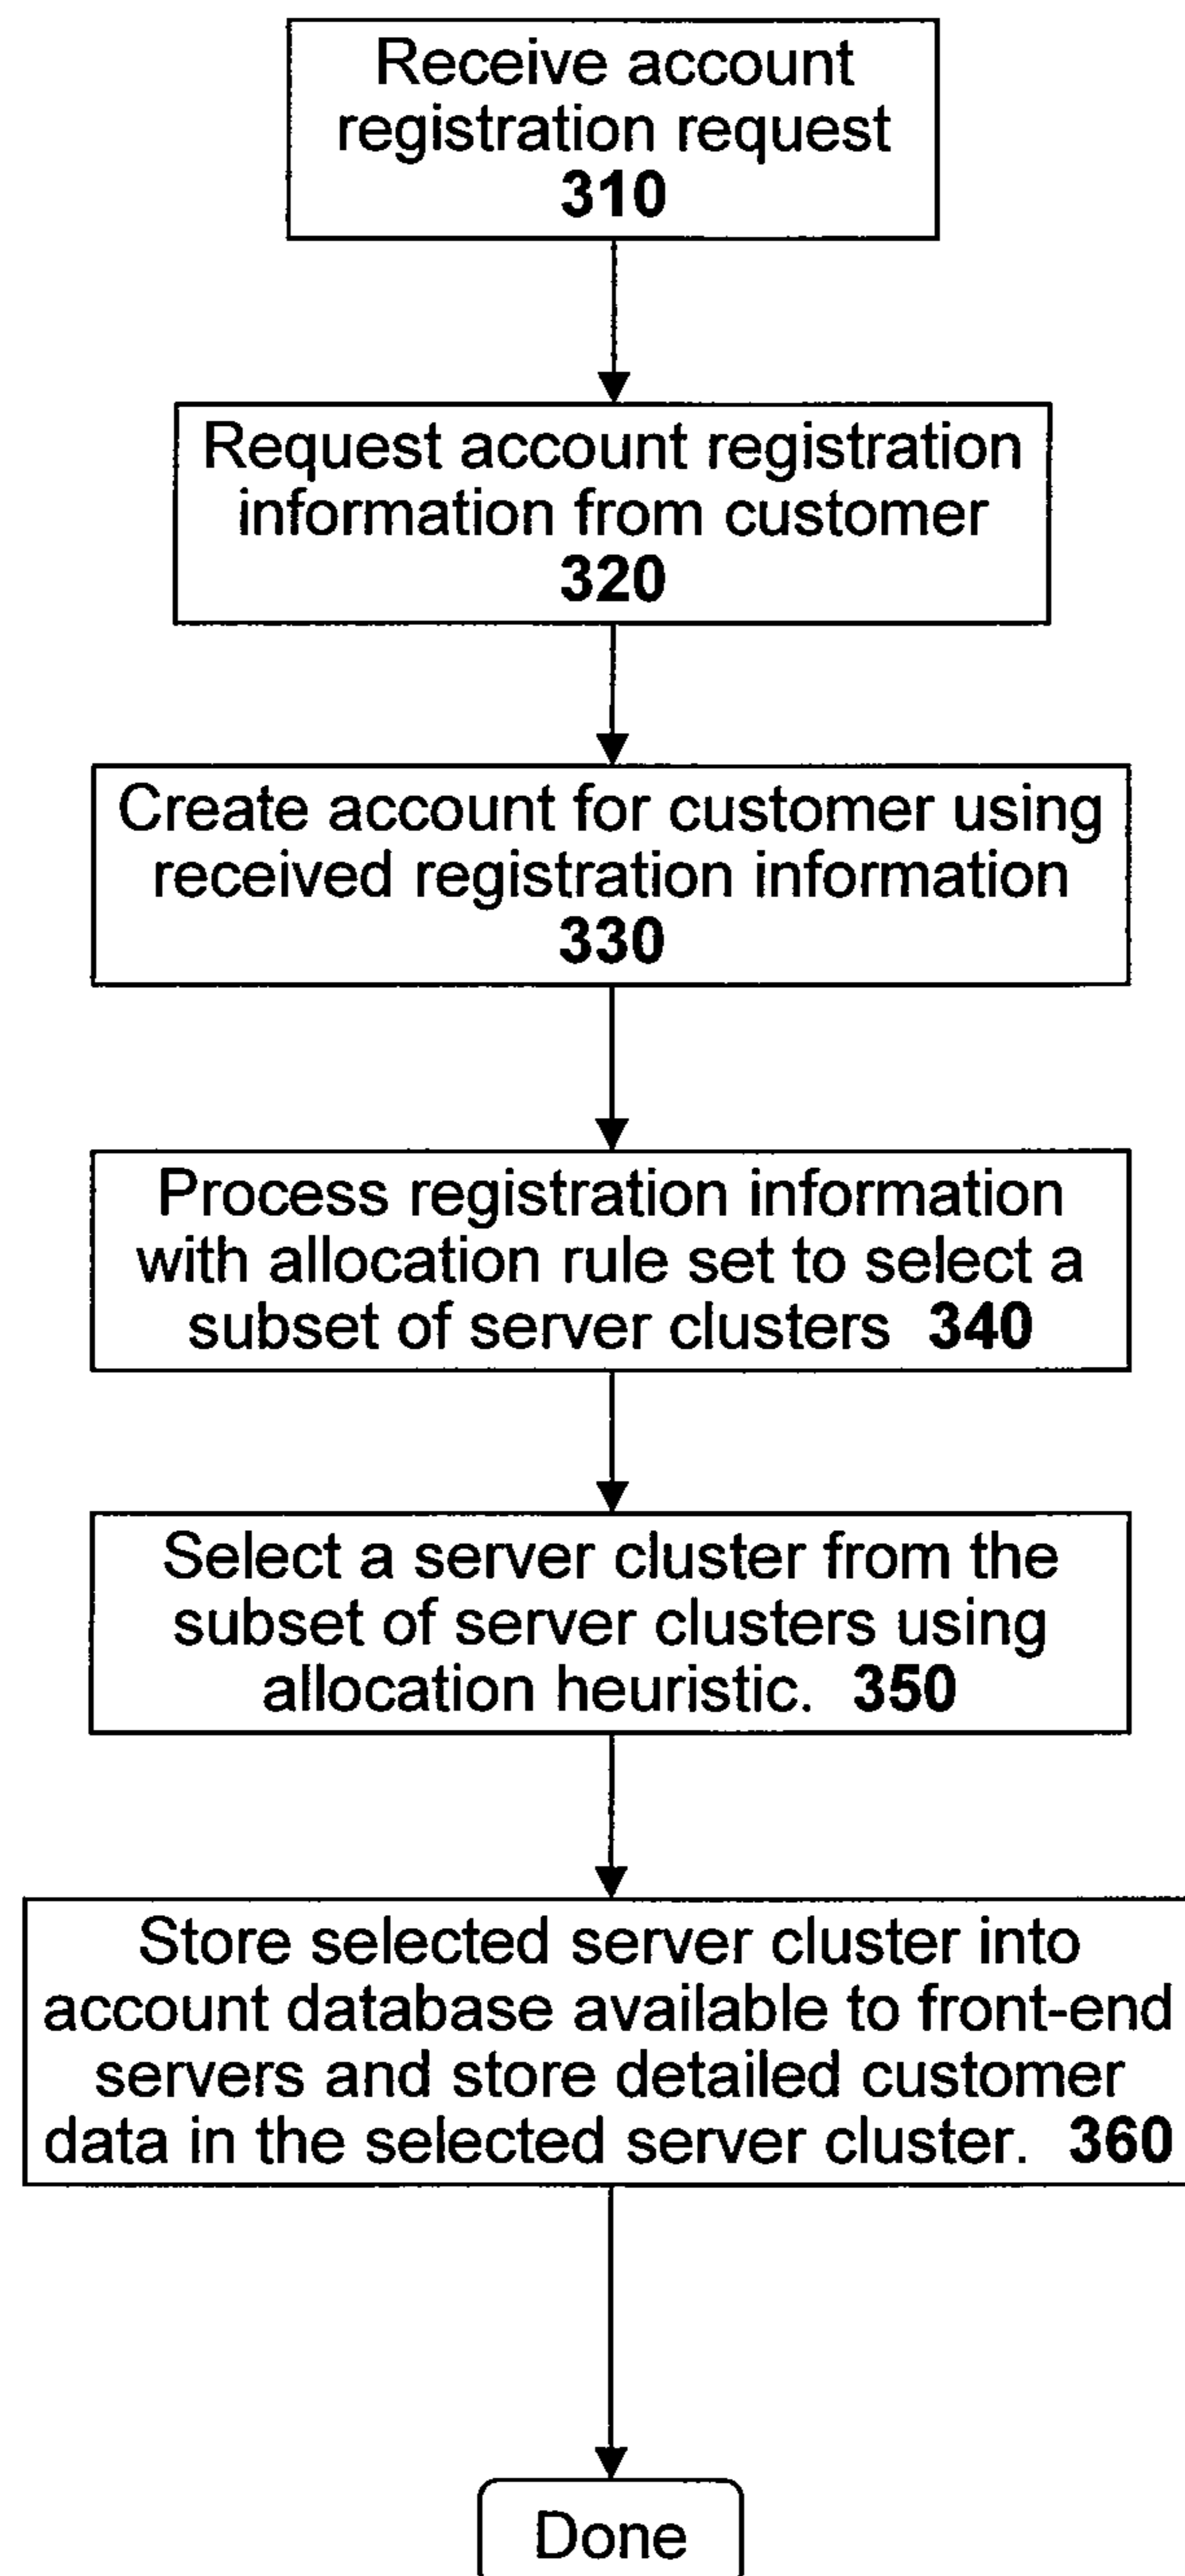 Receive account
registration request
310
Request account registration
information from customer
320
Create account for customer using
received registration information
330
Process registration information
with allocation rule set to select a
subset of server clusters 340
Select a server cluster from the
subset of server clusters using
allocation heuristic. 350
Store selected server cluster into
account database available to front-end
servers and store detailed customer
data in the selected server cluster. 360
Done